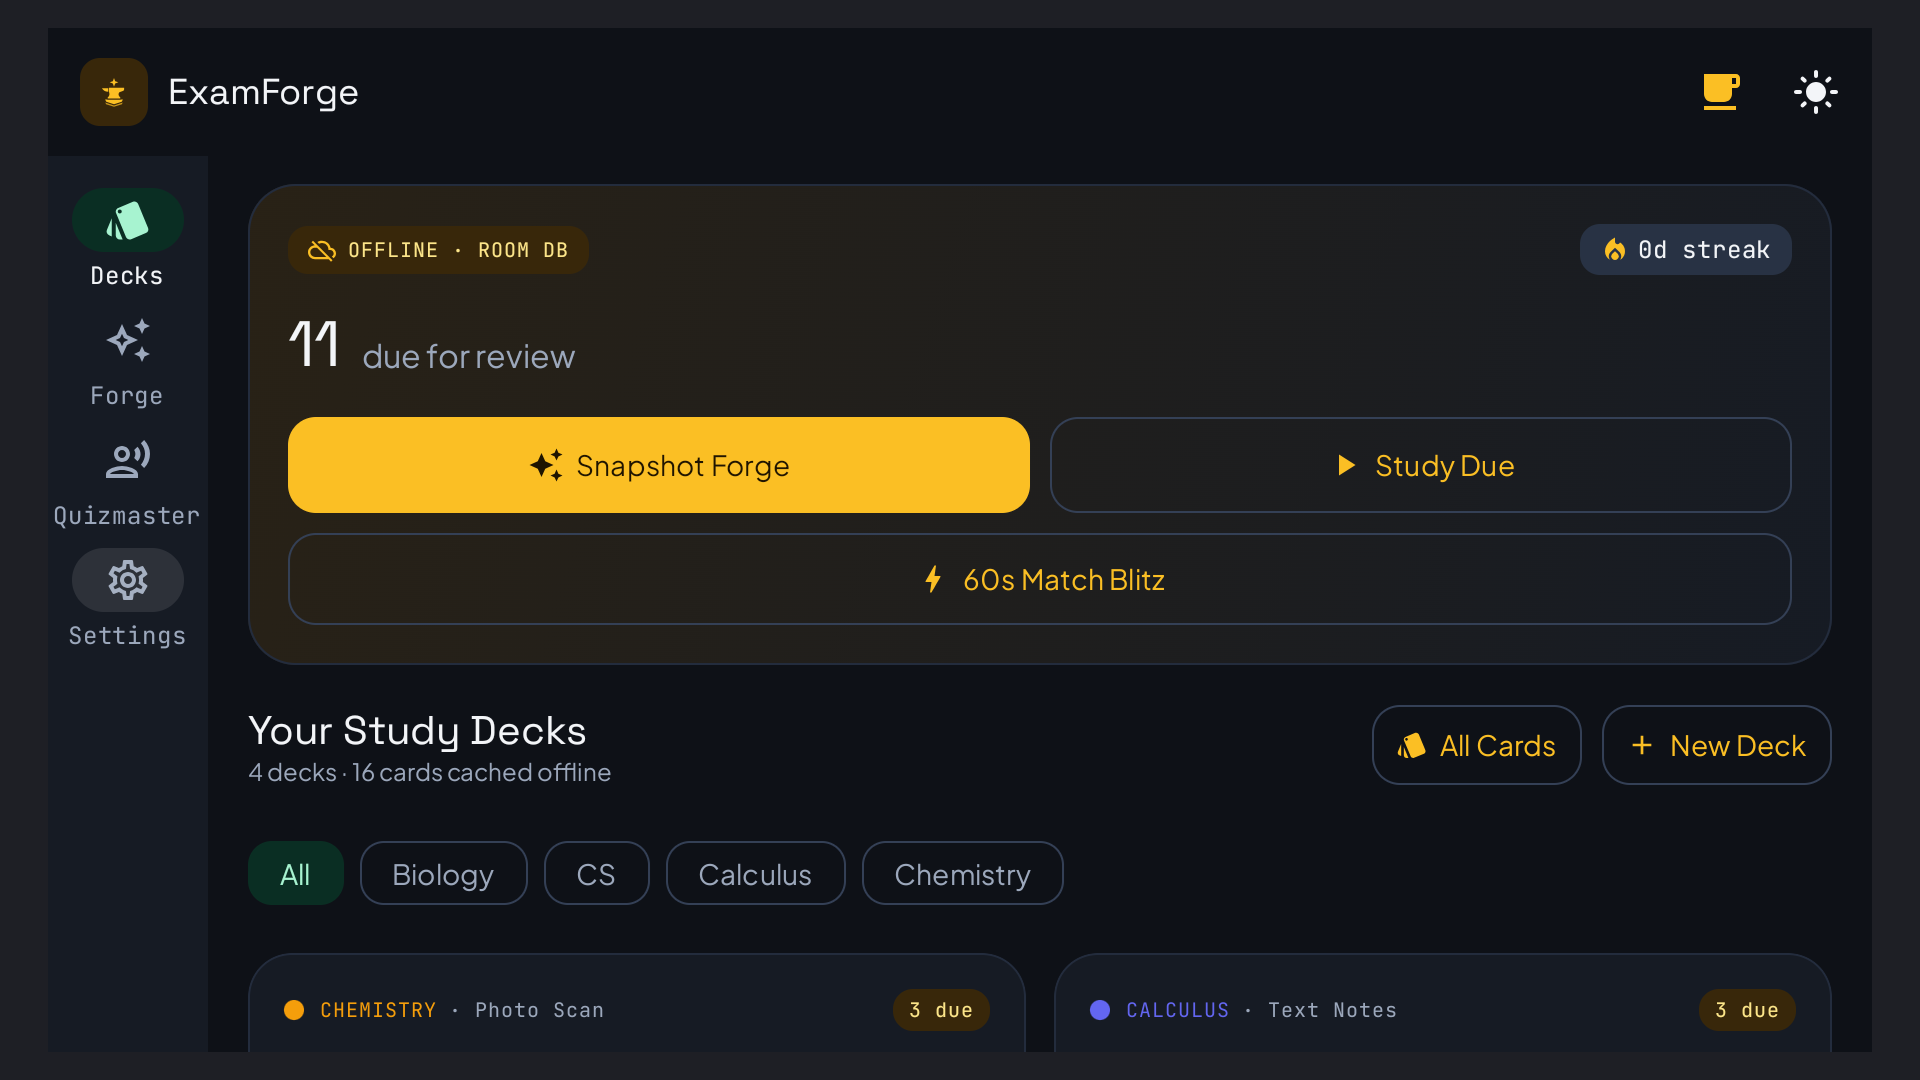 ExamForge
Decks
Forge
Quizmaster
Settings
OFFLINE · ROOM DB
0d streak
11 due for review
Snapshot Forge
Study Due
60s Match Blitz
Your Study Decks
4 decks · 16 cards cached offline
All Cards
New Deck
All
Biology
CS
Calculus
Chemistry
CHEMISTRY · Photo Scan
3 due
CALCULUS · Text Notes
3 due